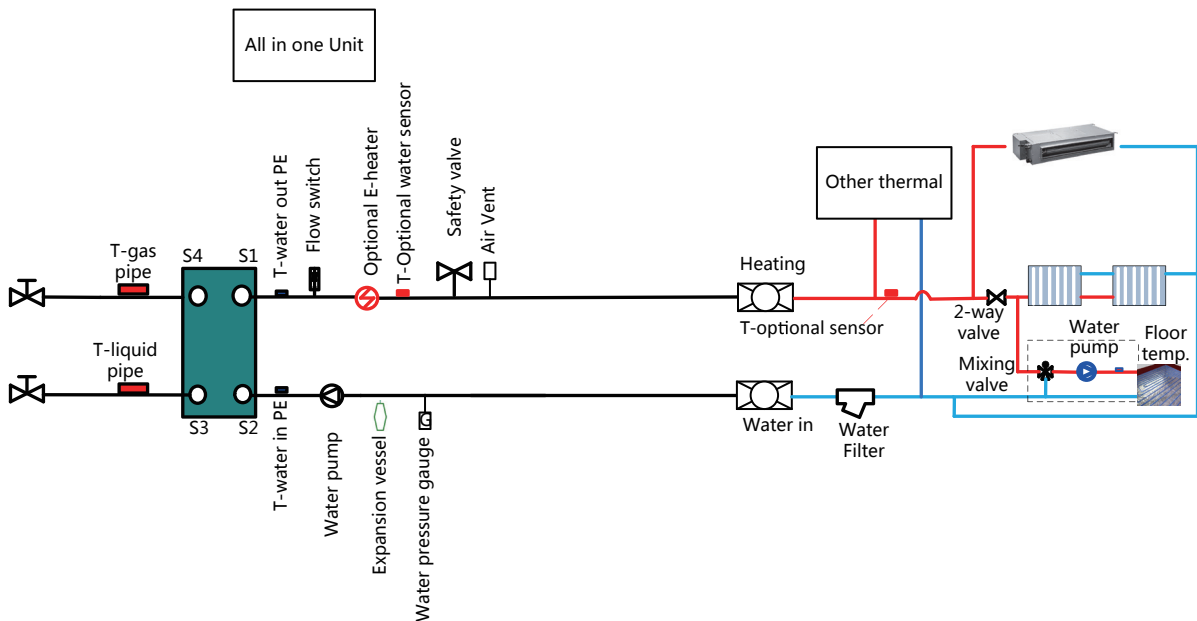 All in one Unit
T-gas
pipe
S4
S1
T-water out PE
Flow switch
Optional E-heater
T-Optional water sensor
Safety valve
Air Vent
Heating
Other thermal
T-optional sensor
2-way
valve
T-liquid
pipe
S3
S2
T-water in PE
Water pump
Expansion vessel
G
Water pressure gauge
Water in
Water
Filter
Mixing
valve
Water
pump
Floor
temp.